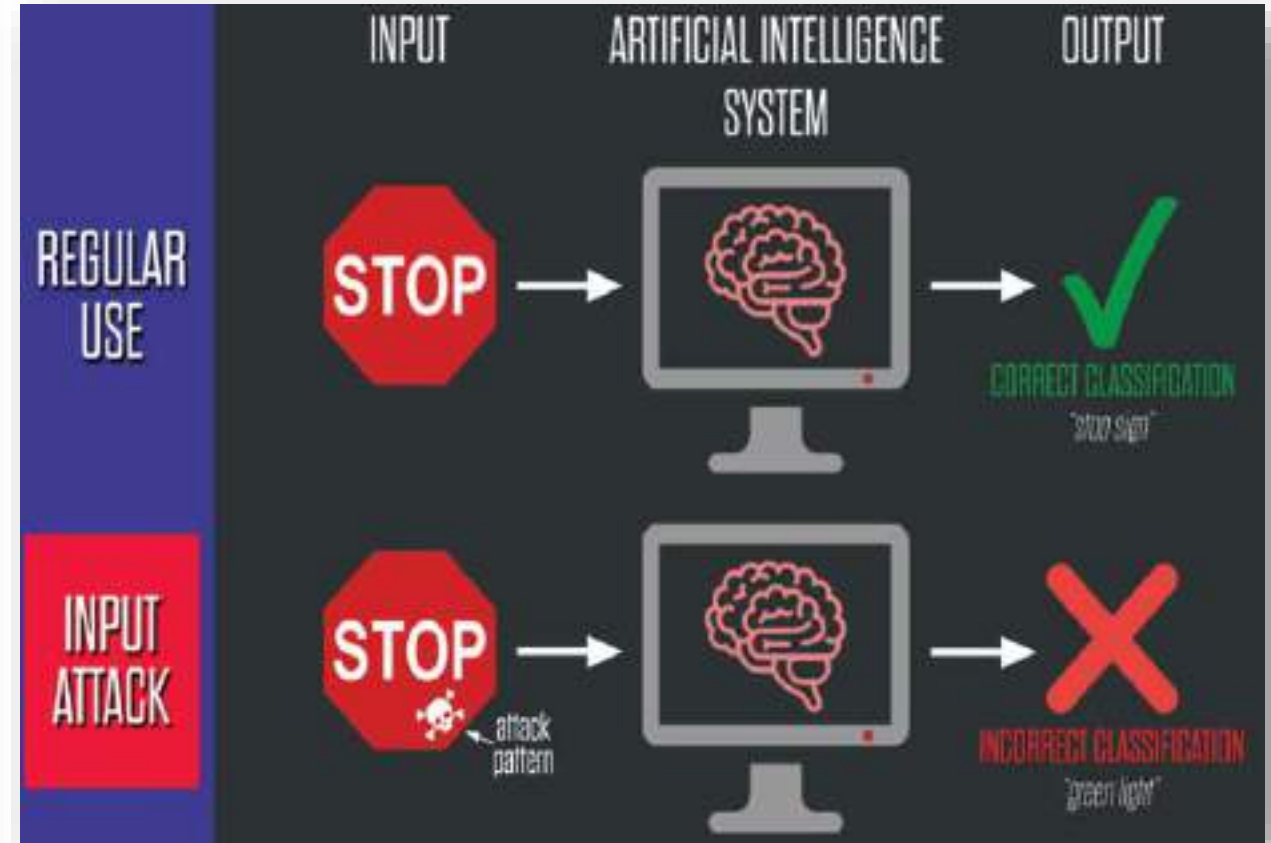 INPUT
ARTIFICIAL INTELLIGENCE
SYSTEM
OUTPUT
REGULAR
USE
STOP
CORRECT CLASSIFICATION
"stop sign"
INPUT
ATTACK
STOP
attack
pattern
INCORRECT CLASSIFICATION
"green light"